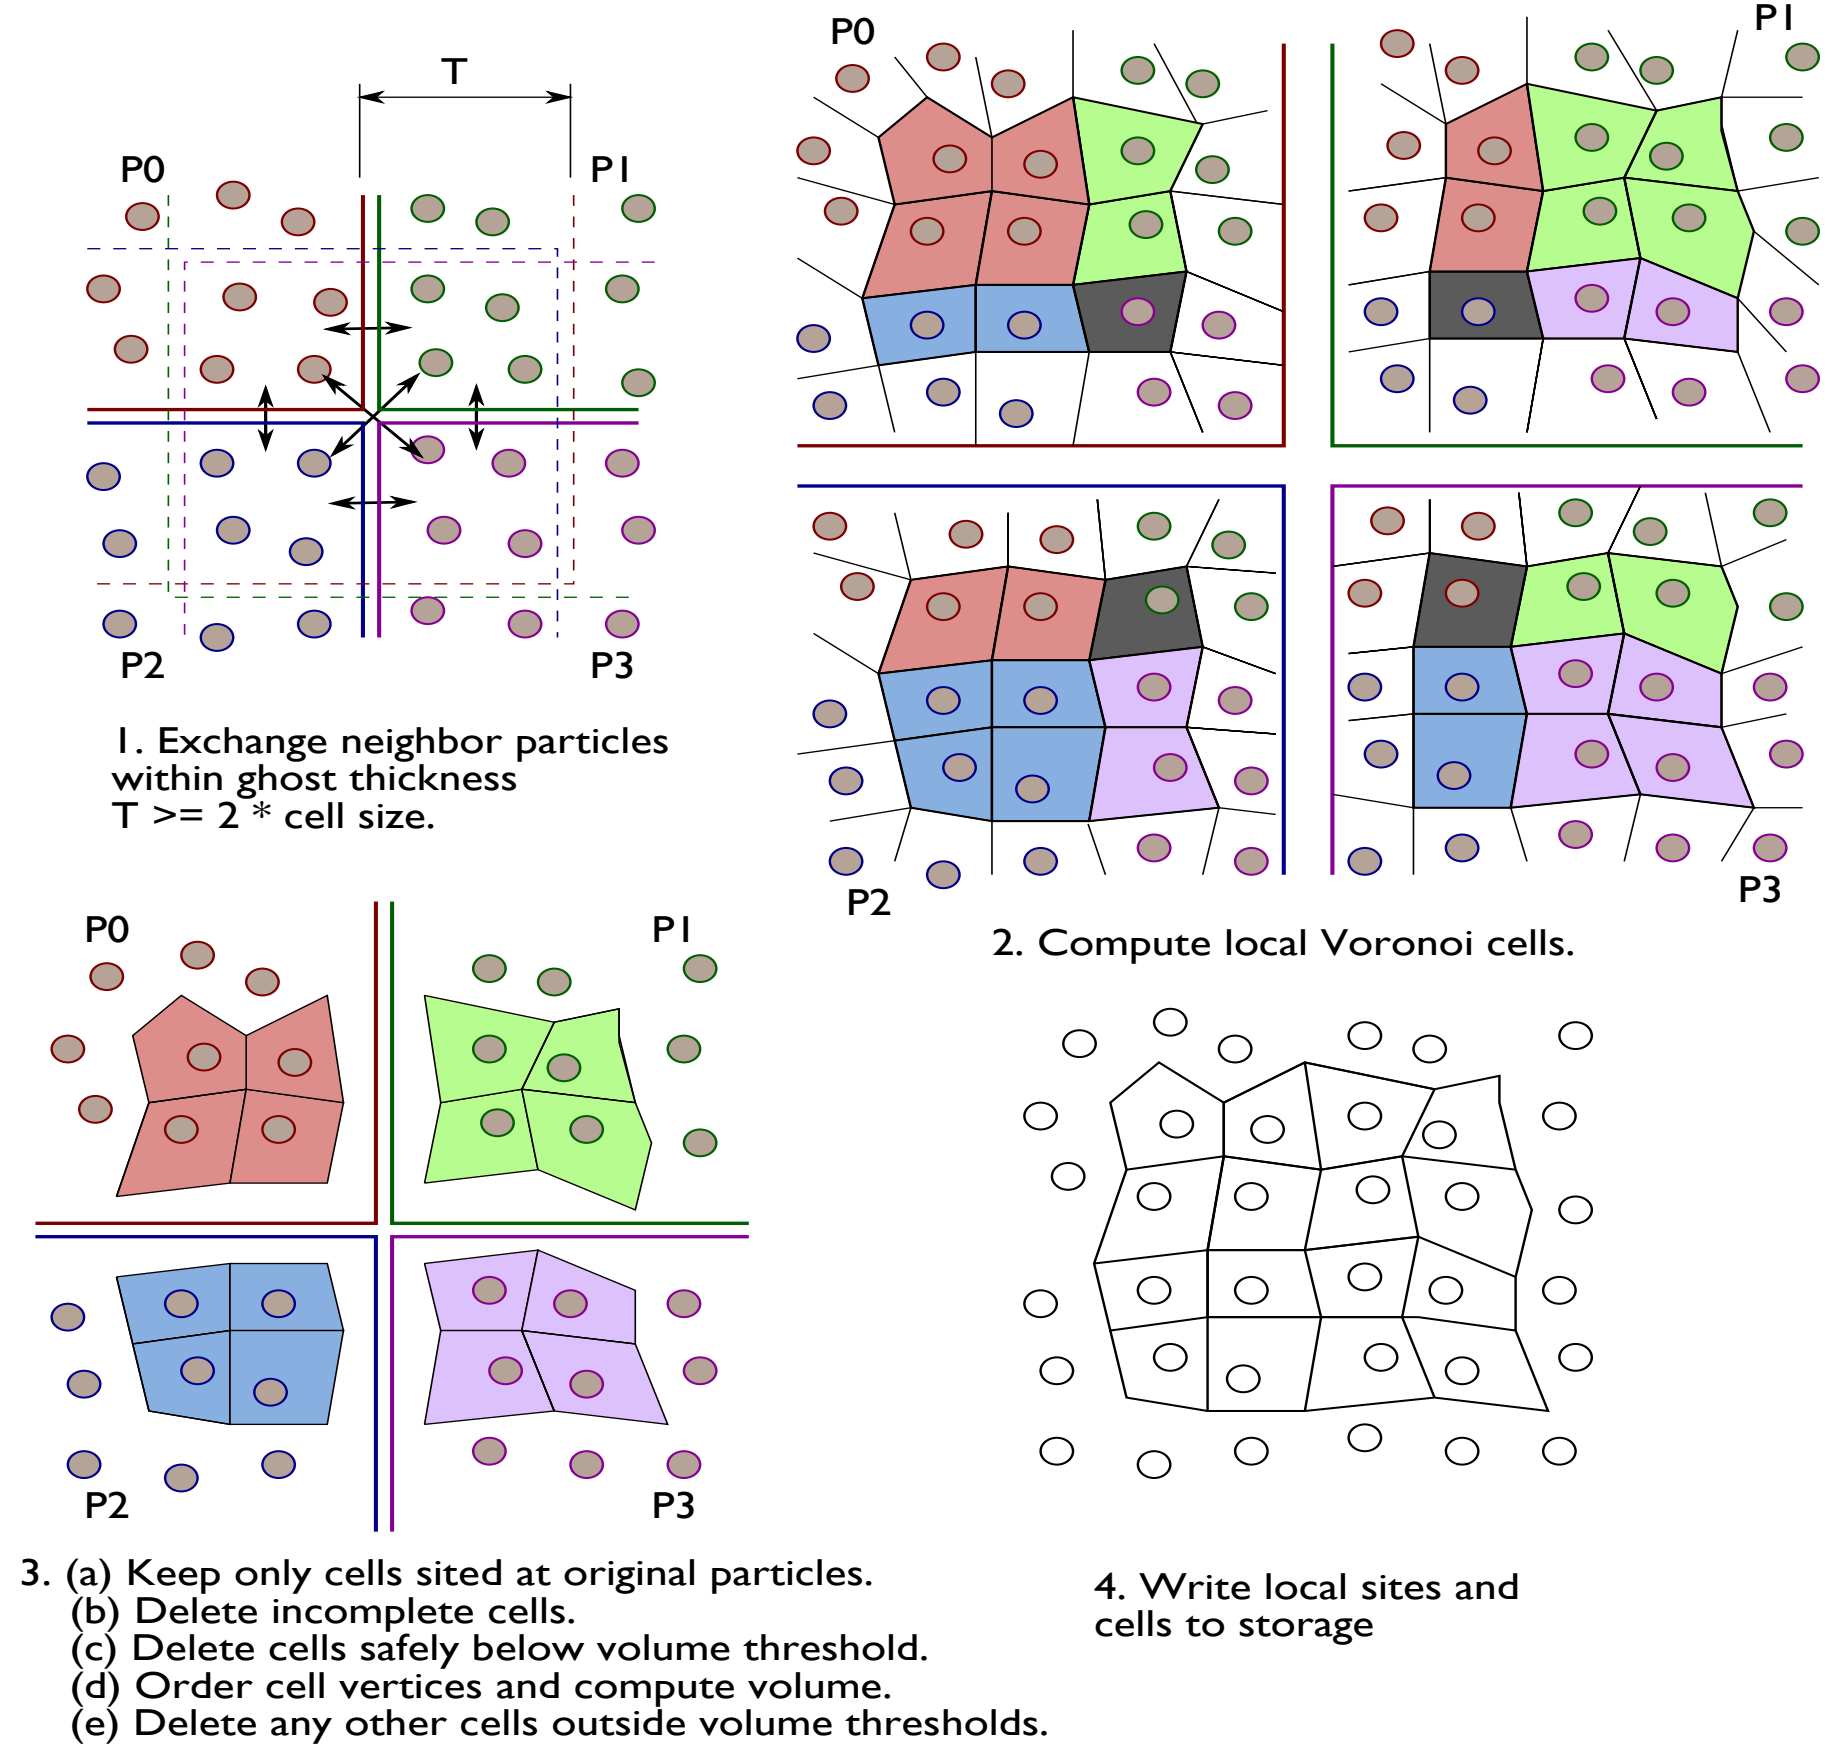 T
P0
P1
P2
P3
1. Exchange neighbor particles
within ghost thickness
T >= 2 * cell size.
P0
P1
P2
P3
2. Compute local Voronoi cells.
P0
P1
P2
P3
3. (a) Keep only cells sited at original particles.
(b) Delete incomplete cells.
(c) Delete cells safely below volume threshold.
(d) Order cell vertices and compute volume.
(e) Delete any other cells outside volume thresholds.
4. Write local sites and
cells to storage